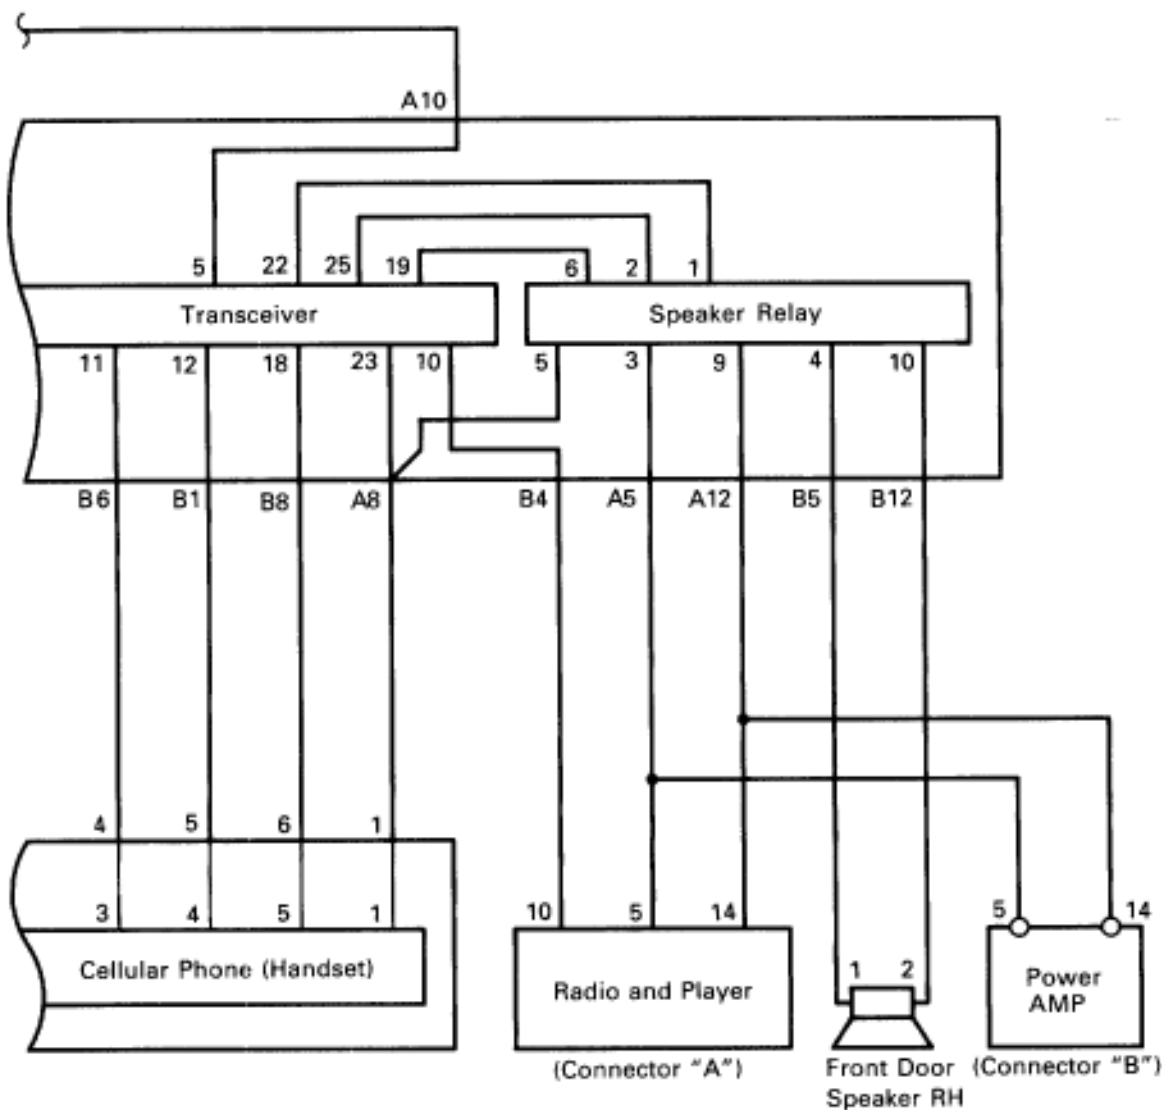 A10
5 22 25 19 6 2 1
Transceiver Speaker Relay
11 12 18 23 10 5 3 9 4 10
B6 B1 B8 A8 B4 A5 A12 B5 B12
4 5 6 1
3 4 5 1 10 5 14 5 14
Cellular Phone (Handset)
Radio and Player
1 2
Power
AMP
(Connector "A")
Front Door
Speaker RH
(Connector "B")